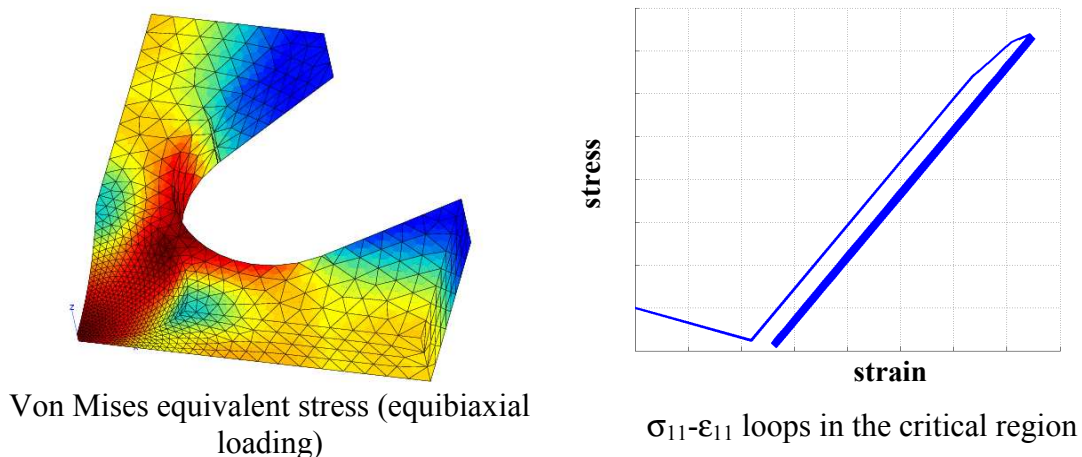 z
Von Mises equivalent stress (equibiaxial
loading)
stress
strain
σ₁₁-ε₁₁ loops in the critical region